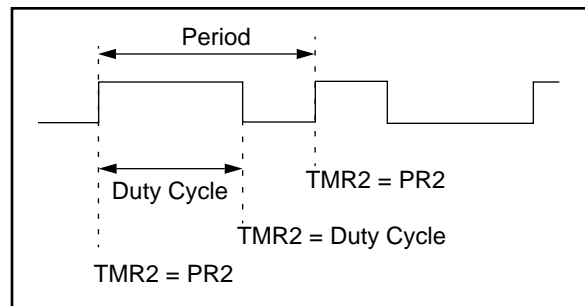 Period
Duty Cycle
TMR2 = PR2
TMR2 = Duty Cycle
TMR2 = PR2